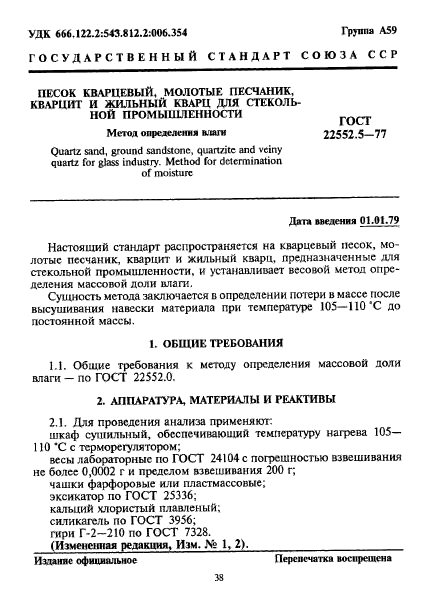 УДК 666.122.2:543.812.2:006.354
Группа А59
ГОСУДАРСТВЕННЫЙ СТАНДАРТ СОЮЗА ССР
ПЕСОК КВАРЦЕВЫЙ, МОЛОТЫЕ ПЕСЧАНИК,
КВАРЦИТ И ЖИЛЬНЫЙ КВАРЦ ДЛЯ СТЕКОЛЬ-
НОЙ ПРОМЫШЛЕННОСТИ
Метод определения влаги
Quartz sand, ground sandstone, quartzite and veiny
quartz for glass industry. Method for determination
of moisture
ГОСТ
22552.5—77
Дата введения 01.01.79
Настоящий стандарт распространяется на кварцевый песок, мо-
лотые песчаник, кварцит и жильный кварц, предназначенные для
стекольной промышленности, и устанавливает весовой метод опре-
деления массовой доли влаги.
Сущность метода заключается в определении потери в массе после
высушивания навески материала при температуре 105—110 °С до
постоянной массы.
1. ОБЩИЕ ТРЕБОВАНИЯ
1.1. Общие требования к методу определения массовой доли
влаги — по ГОСТ 22552.0.
2. АППАРАТУРА, МАТЕРИАЛЫ И РЕАКТИВЫ
2.1. Для проведения анализа применяют:
шкаф сушильный, обеспечивающий температуру нагрева 105—
110 °С с терморегулятором;
весы лабораторные по ГОСТ 24104 с погрешностью взвешивания
не более 0,0002 г и пределом взвешивания 200 г;
чашки фарфоровые или пластмассовые;
эксикатор по ГОСТ 25336;
кальций хлористый плавленый;
силикагель по ГОСТ 3956;
гири Г-2—210 по ГОСТ 7328.
(Измененная редакция, Изм. № 1, 2).
Издание официальное
Перепечатка воспрещена
38